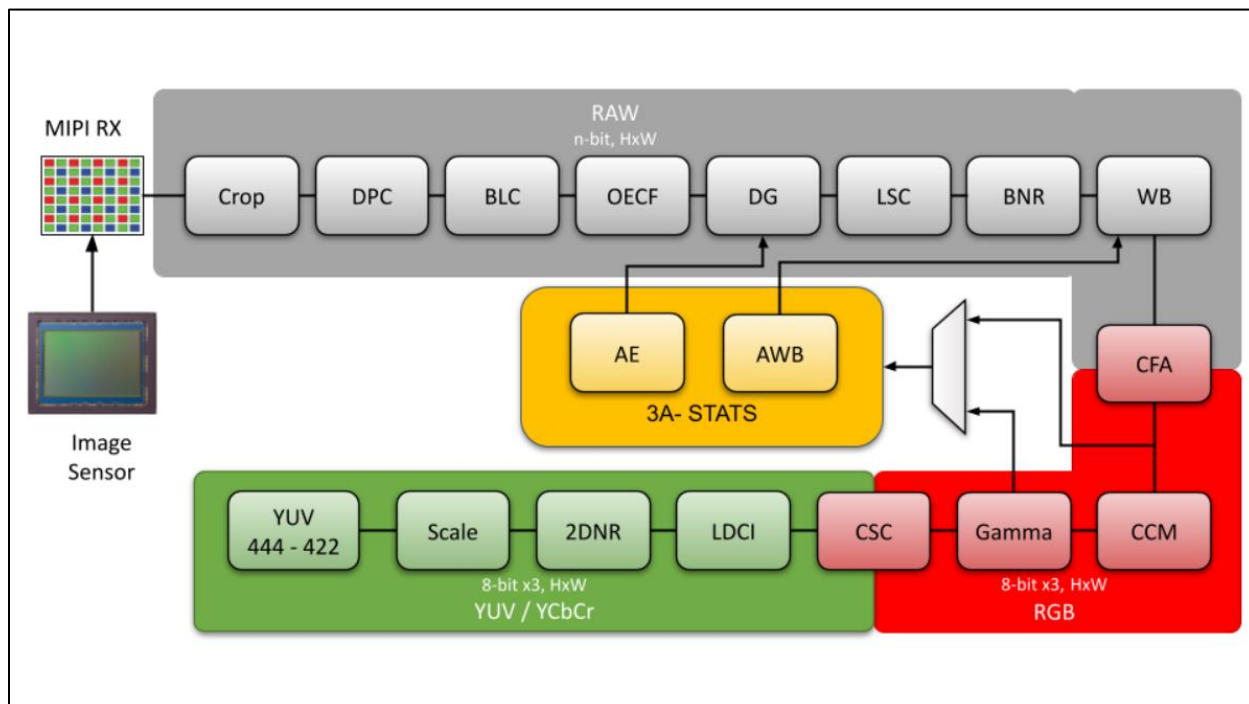 RAW
n-bit, HxW
MIPI RX
Crop
DPC
BLC
OECF
DG
LSC
BNR
WB
AE
AWB
3A- STATS
CFA
Image
Sensor
YUV
444 - 422
Scale
2DNR
LDCI
CSC
Gamma
CCM
8-bit x3, HxW
YUV / YCbCr
8-bit x3, HxW
RGB